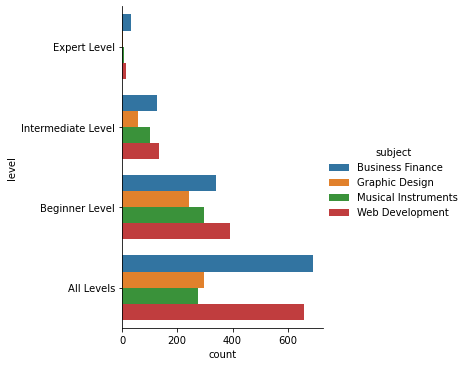 Expert Level
Intermediate Level
Beginner Level
All Levels
level
0
200
400
600
count
subject
Business Finance
Graphic Design
Musical Instruments
Web Development